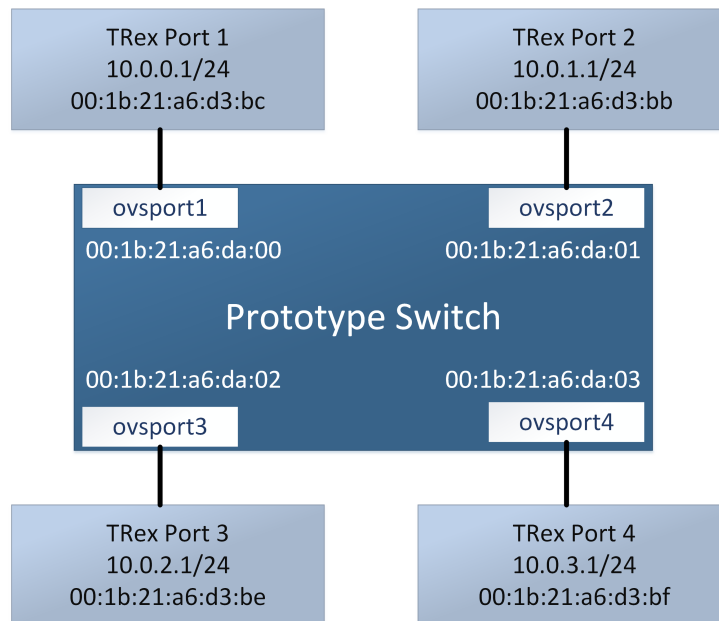 TRex Port 1
10.0.0.1/24
00:1b:21:a6:d3:bc
TRex Port 2
10.0.1.1/24
00:1b:21:a6:d3:bb
ovsport1
ovsport2
00:1b:21:a6:da:00
00:1b:21:a6:da:01
Prototype Switch
00:1b:21:a6:da:02
00:1b:21:a6:da:03
ovsport3
ovsport4
TRex Port 3
10.0.2.1/24
00:1b:21:a6:d3:be
TRex Port 4
10.0.3.1/24
00:1b:21:a6:d3:bf